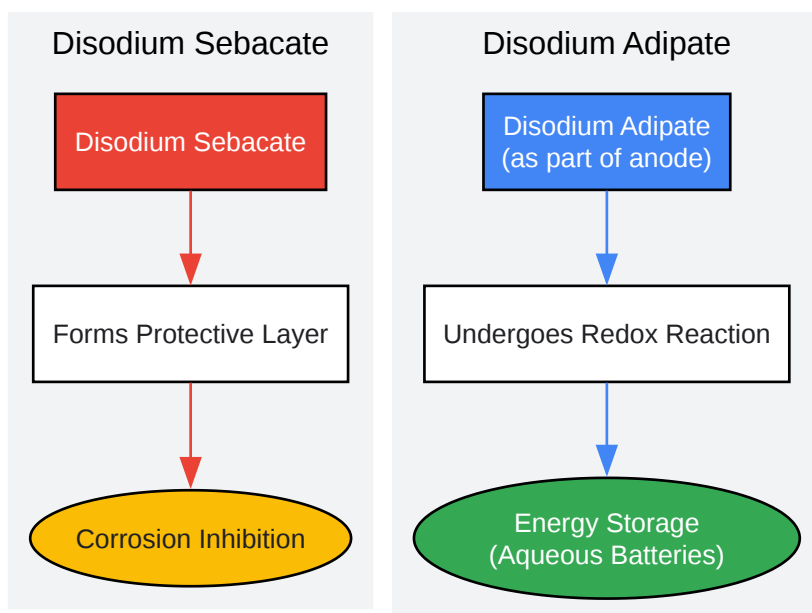 Disodium Sebacate
Disodium Sebacate
Forms Protective Layer
Corrosion Inhibition
Disodium Adipate
Disodium Adipate
(as part of anode)
Undergoes Redox Reaction
Energy Storage
(Aqueous Batteries)